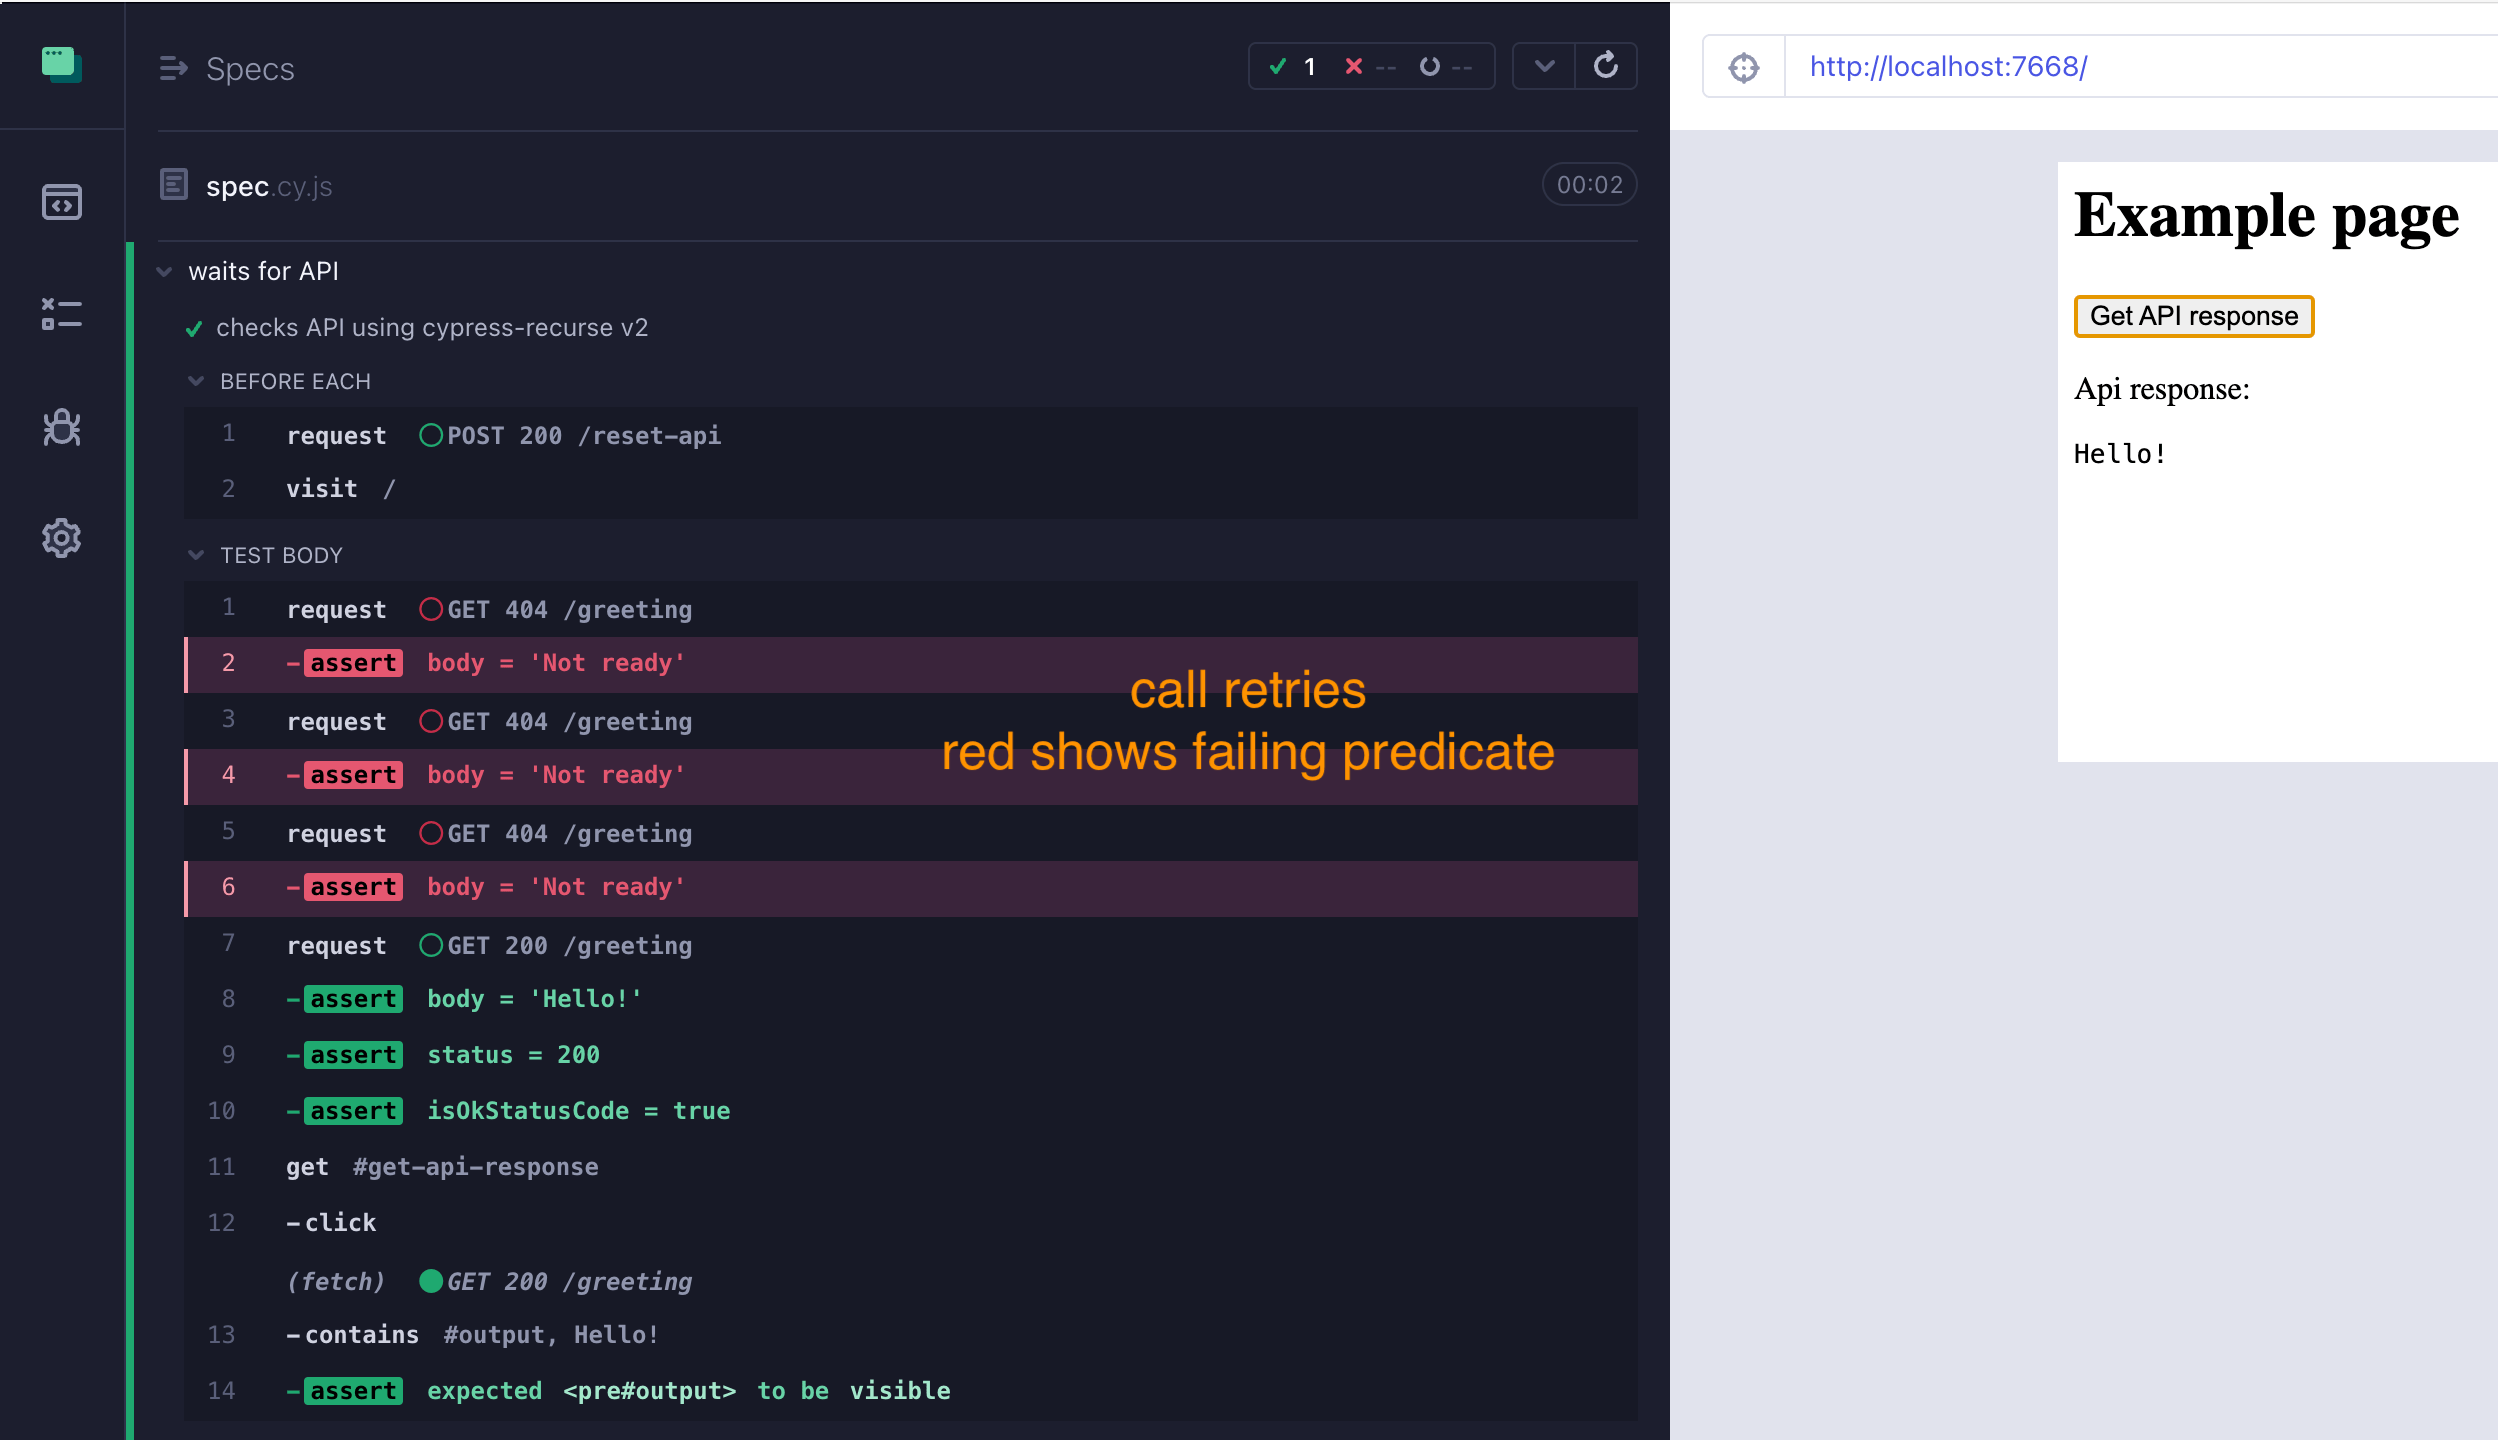 Specs
1 -- --
http://localhost:7668/
spec.cy.js
00:02
waits for API
checks API using cypress-recurse v2
BEFORE EACH
1 request POST 200 /reset-api
2 visit /
TEST BODY
1 request GET 404 /greeting
2 -assert body = 'Not ready'
3 request GET 404 /greeting
4 -assert body = 'Not ready'
5 request GET 404 /greeting
6 -assert body = 'Not ready'
7 request GET 200 /greeting
8 -assert body = 'Hello!'
9 -assert status = 200
10 -assert isOkStatusCode = true
11 get #get-api-response
12 -click
(fetch) GET 200 /greeting
13 -contains #output, Hello!
14 -assert expected <pre#output> to be visible
call retries
red shows failing predicate
Example page
Get API response
Api response:
Hello!